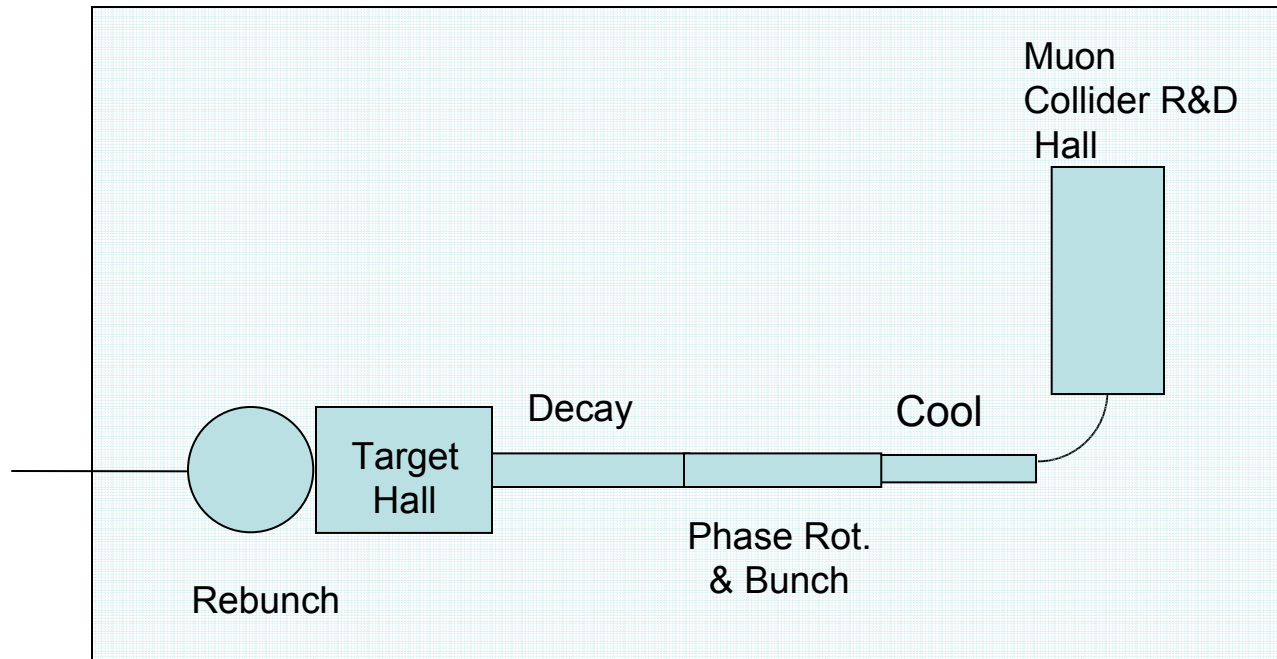 Muon
Collider R&D
Hall
Decay
Cool
Target
Hall
Phase Rot.
& Bunch
Rebunch